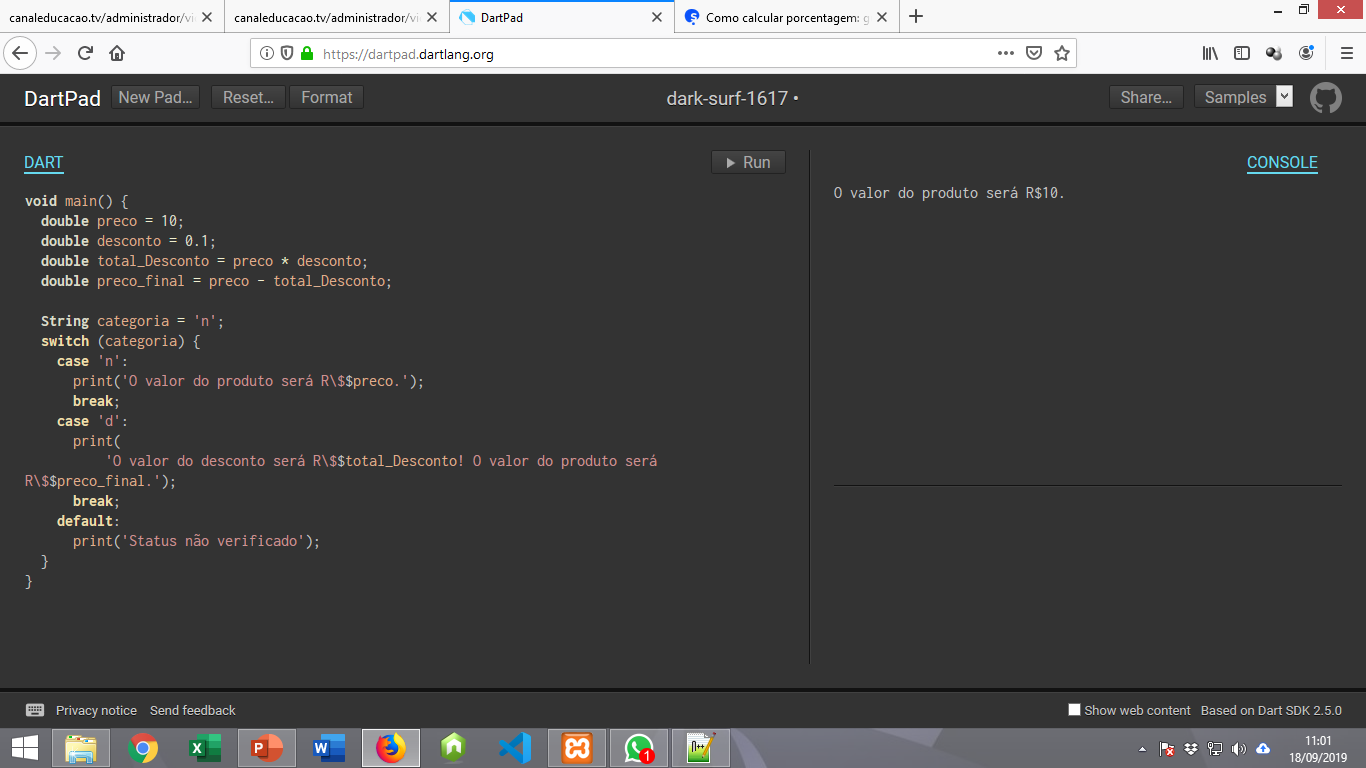 canaleducacao.tv/administrador/vi
canaleducacao.tv/administrador/vi
DartPad
Como calcular porcentagem: g
https://dartpad.dartlang.org
DartPad
New Pad...
Reset...
Format
dark-surf-1617 •
Share...
Samples
DART
Run
CONSOLE
void main() {
  double preco = 10;
  double desconto = 0.1;
  double total_Desconto = preco * desconto;
  double preco_final = preco - total_Desconto;
  String categoria = 'n';
  switch (categoria) {
    case 'n':
      print('O valor do produto será R\$$preco.');
      break;
    case 'd':
      print(
          'O valor do desconto será R\$$total_Desconto! O valor do produto será
R\$$preco_final.');
      break;
    default:
      print('Status não verificado');
  }
}
O valor do produto será R$10.
Privacy notice
Send feedback
Show web content
Based on Dart SDK 2.5.0
1
11:01
18/09/2019